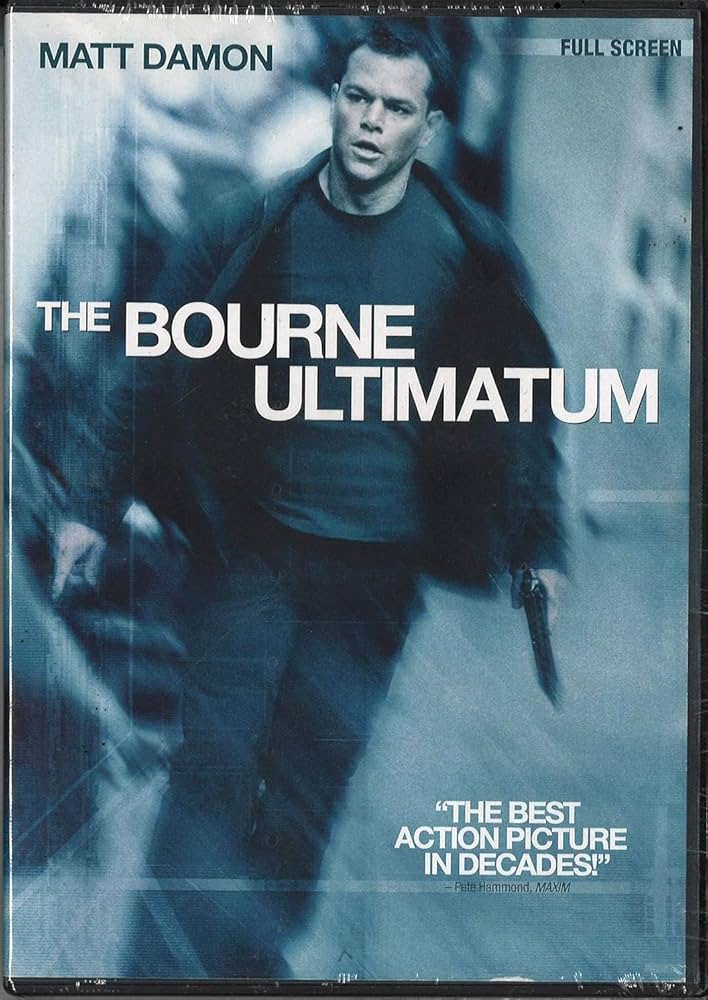 MATT DAMON
FULL SCREEN
THE BOURNE
ULTIMATUM
“THE BEST
ACTION PICTURE
IN DECADES!”
– Pete Hammond, MAXIM